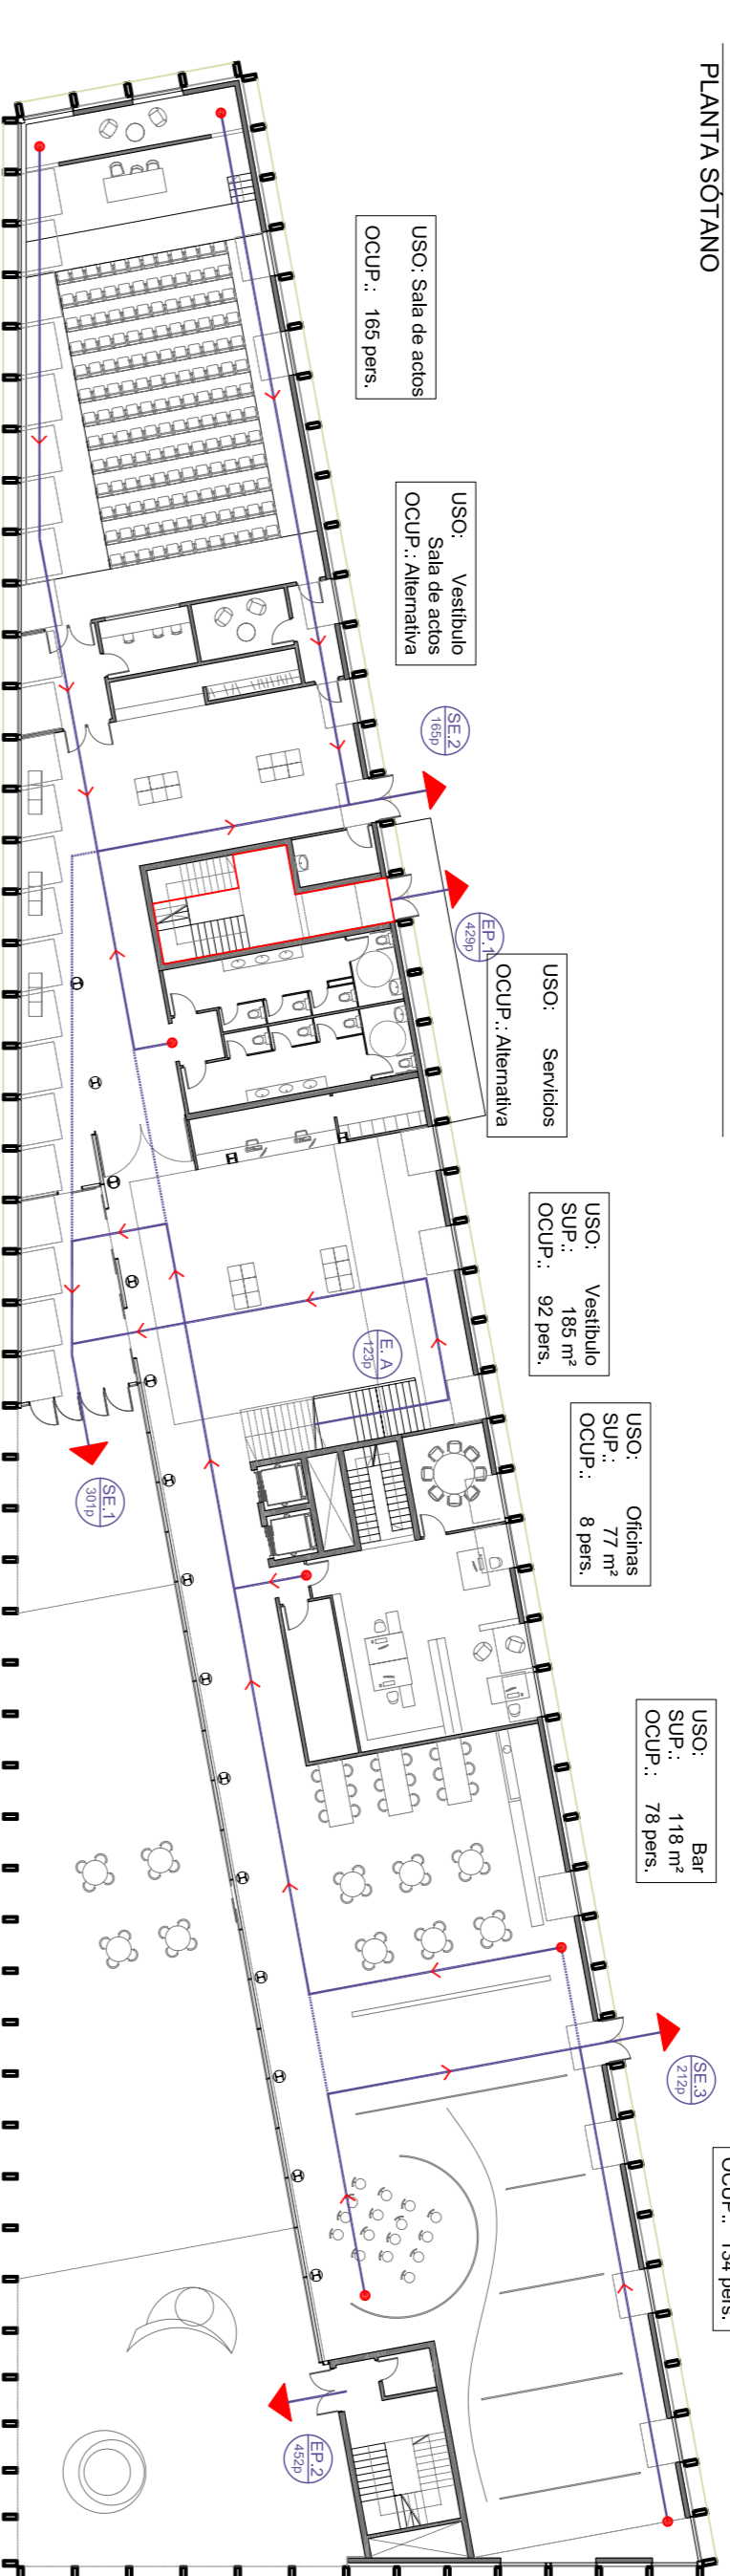 PLANTA SÓTANO
USO: Sala de actos
OCUP.: 165 pers.
USO: Vestíbulo
Sala de actos
OCUP.: Alternativa
SE.2
165p
EP.1
429p
USO: Servicios
OCUP.: Alternativa
USO: Vestíbulo
SUP.: 185 m²
OCUP.: 92 pers.
E. A
123p
SE.1
301p
USO: Oficinas
SUP.: 77 m²
OCUP.: 8 pers.
USO: Bar
SUP.: 118 m²
OCUP.: 78 pers.
SE.3
212p
OCUP.: 134 pers.
EP.2
452p